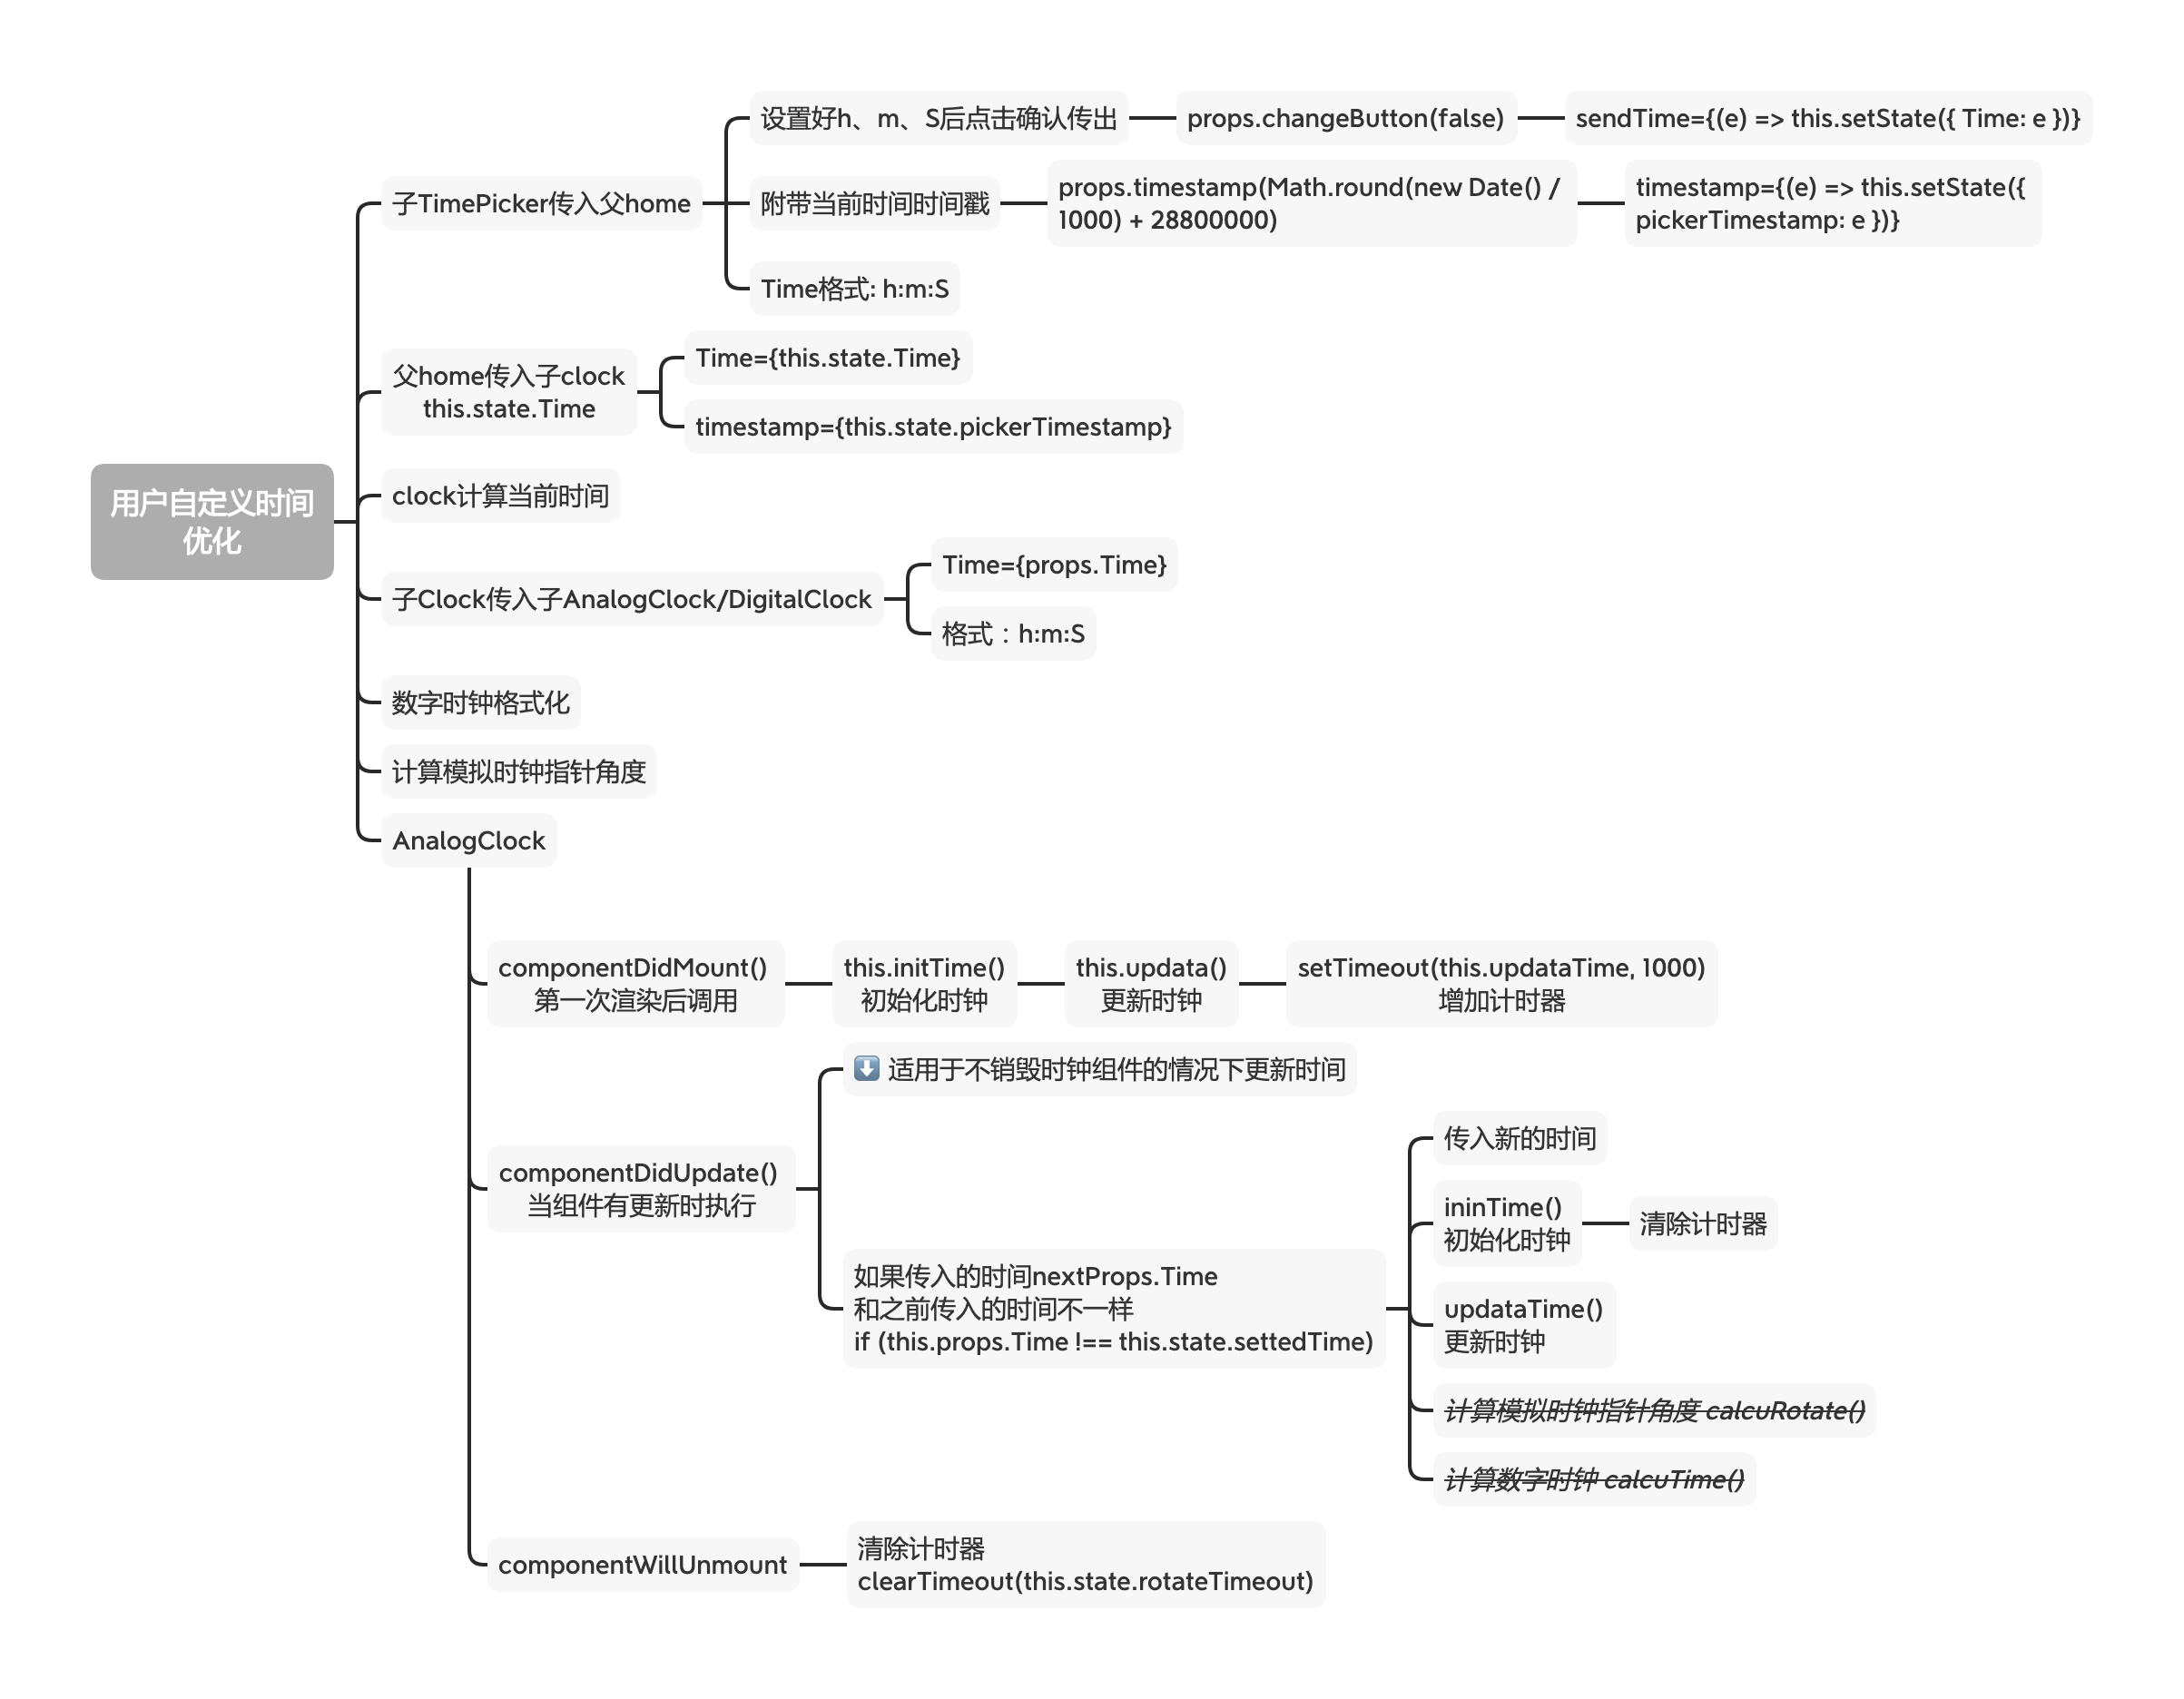 用户自定义时间
优化
子TimePicker传入父home
设置好h、m、S后点击确认传出
props.changeButton(false)
sendTime={(e) => this.setState({ Time: e })}
附带当前时间时间戳
props.timestamp(Math.round(new Date() /
1000) + 28800000)
timestamp={(e) => this.setState({
pickerTimestamp: e })}
Time格式: h:m:S
父home传入子clock
this.state.Time
Time={this.state.Time}
timestamp={this.state.pickerTimestamp}
clock计算当前时间
子Clock传入子AnalogClock/DigitalClock
Time={props.Time}
格式：h:m:S
数字时钟格式化
计算模拟时钟指针角度
AnalogClock
componentDidMount()
第一次渲染后调用
this.initTime()
初始化时钟
this.updata()
更新时钟
setTimeout(this.updataTime, 1000)
增加计时器
componentDidUpdate()
当组件有更新时执行
⬇️ 适用于不销毁时钟组件的情况下更新时间
如果传入的时间nextProps.Time
和之前传入的时间不一样
if (this.props.Time !== this.state.settedTime)
传入新的时间
ininTime()
初始化时钟
清除计时器
updataTime()
更新时钟
计算模拟时钟指针角度 calcuRotate()
计算数字时钟 calcuTime()
componentWillUnmount
清除计时器
clearTimeout(this.state.rotateTimeout)